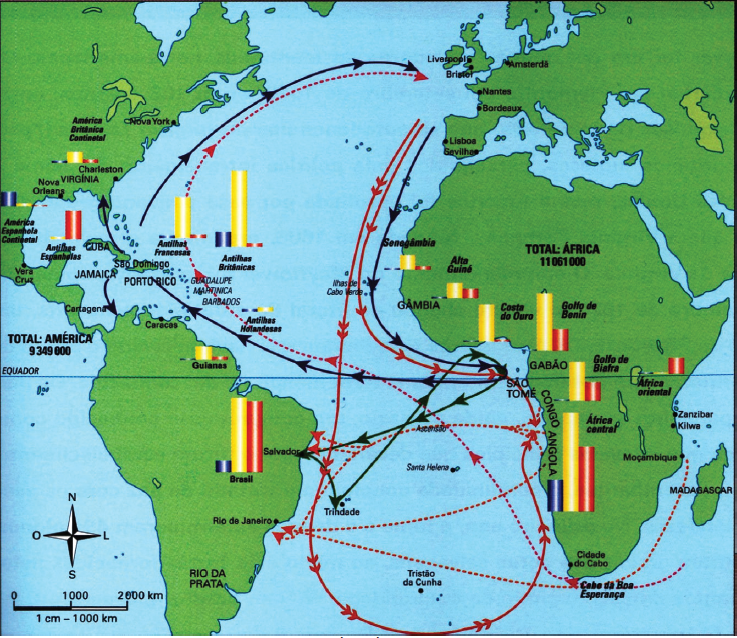 Liverpool
Bristol
Amsterdã
Nantes
Bordeaux
Lisboa
Sevilha
América
Britânica
Continetal
Nova York
Charleston
VIRGÍNIA
Nova
Orleans
América
Espanhola
Continetal
Antilhas
Espanholas
CUBA
Antilhas
Francesas
Antilhas
Britânicas
Vera
Cruz
JAMAICA
São Domingo
PORTO RICO
GUADALUPE
MARTINICA
BARBADOS
Antilhas
Holandesas
Cartagena
Caracas
TOTAL: AMÉRICA
9 349 000
Guianas
EQUADOR
Senegâmbia
Ilhas de
Cabo Verde
GÂMBIA
Alta
Guiné
TOTAL: ÁFRICA
11 061 000
Costa
do Ouro
Golfo de
Benin
GABÃO
Golfo de
Biafra
SÃO
TOMÉ
África
oriental
CONGO
ANGOLA
África
central
Zanzibar
Kilwa
Moçambique
MADAGASCAR
Ascensão
Salvador
Brasil
Santa Helena
Trindade
Rio de Janeiro
N
O
L
S
RIO DA
PRATA
Tristão
da Cunha
Cidade
do Cabo
Cabo da Boa
Esperança
0 1000 2000 km
1 cm – 1000 km